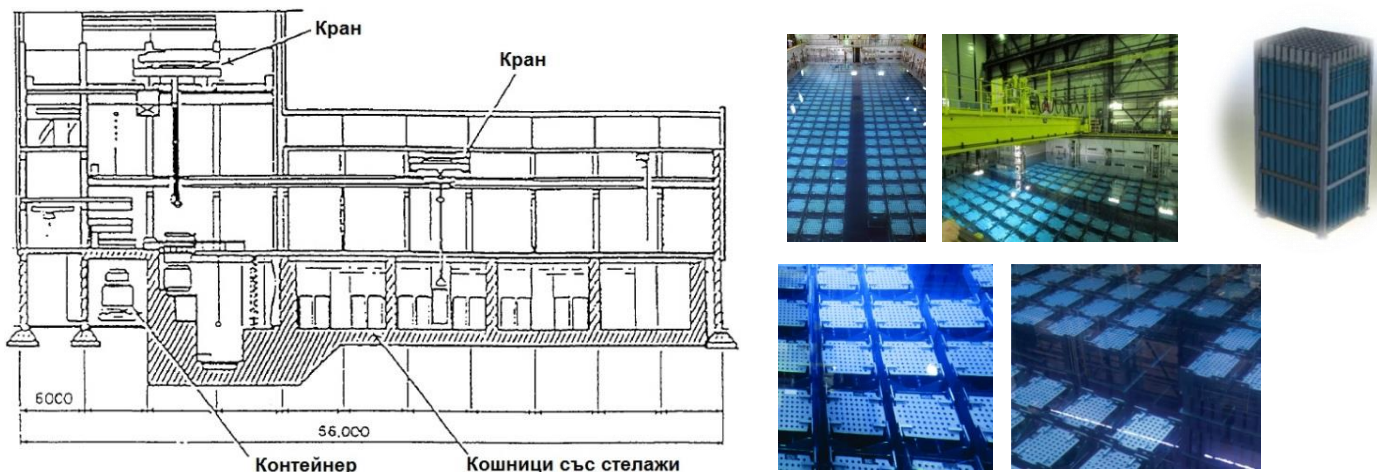 Кран
Кран
6000
56,000
Контейнер
Кошници със стелажи